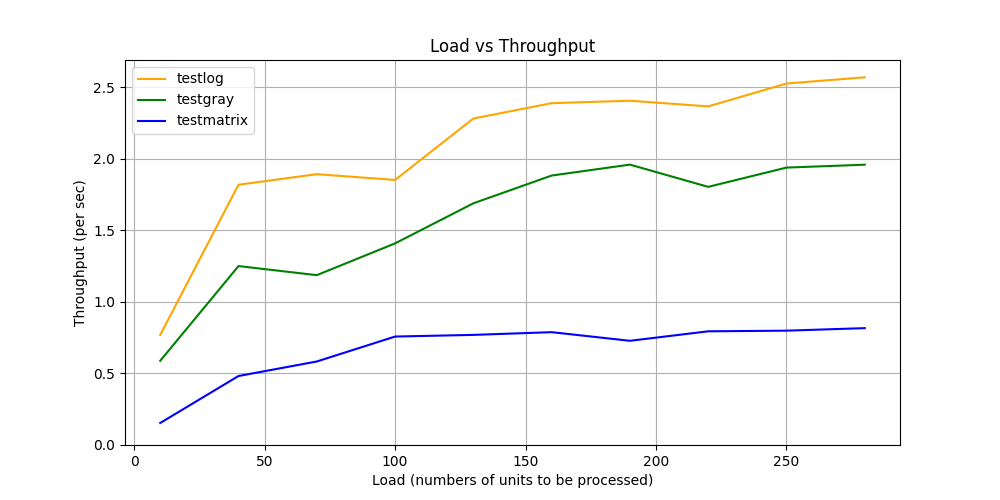 Load vs Throughput
testlog
testgray
testmatrix
Throughput (per sec)
2.5
2.0
1.5
1.0
0.5
0.0
0 50 100 150 200 250
Load (numbers of units to be processed)